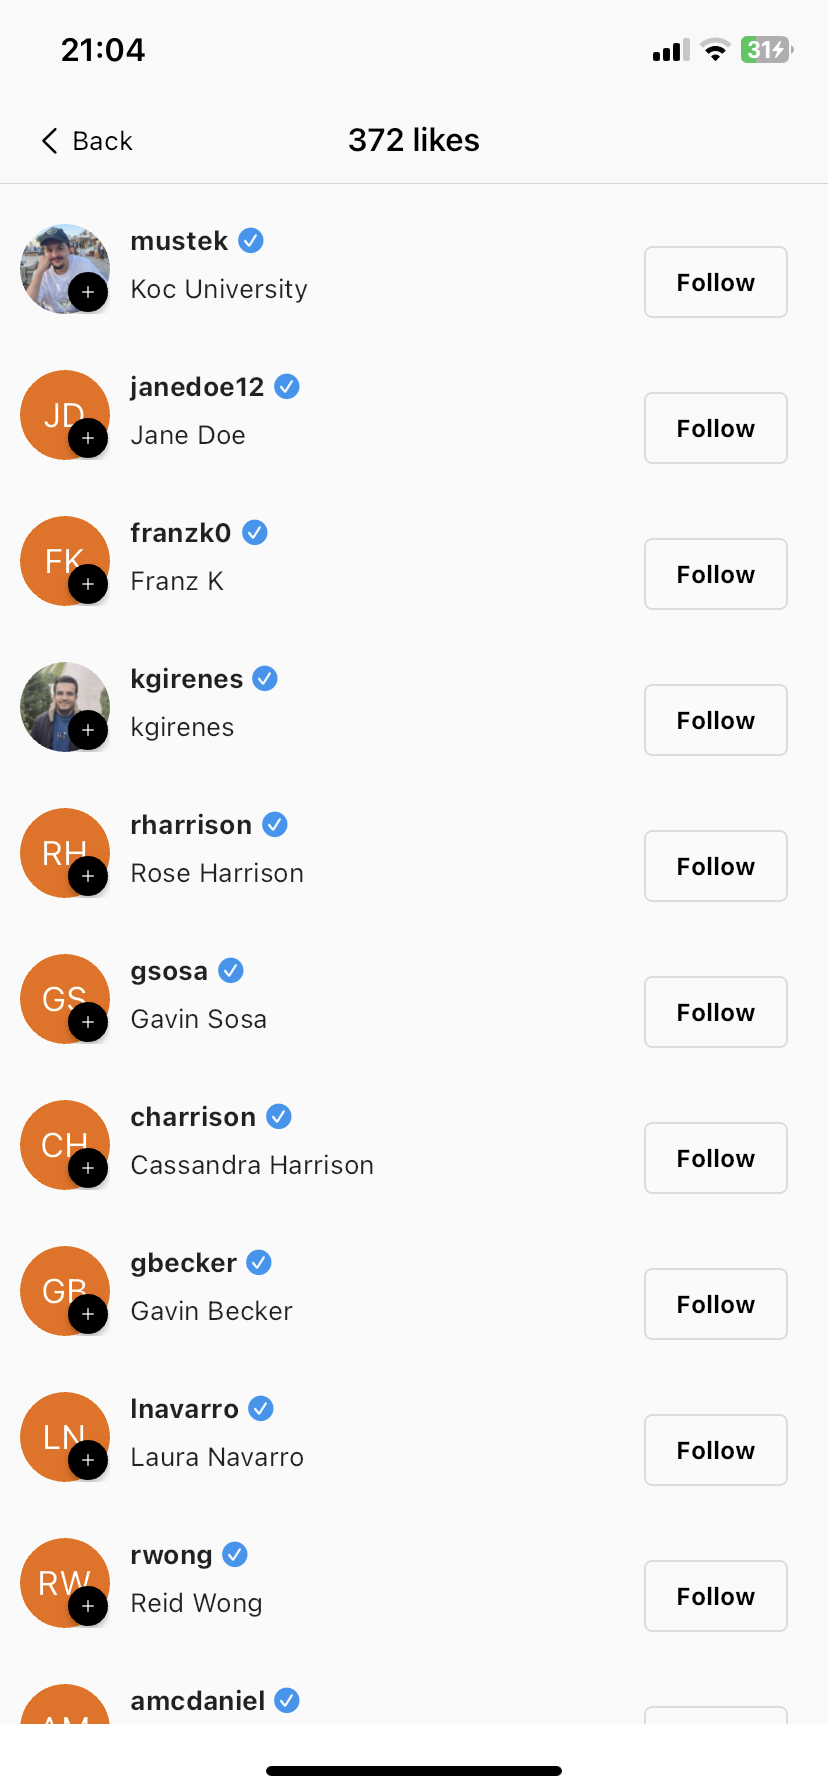 21:04
31
Back
372 likes
mustek
Koc University
Follow
JD
janedoe12
Jane Doe
Follow
FK
franzk0
Franz K
Follow
kgirenes
kgirenes
Follow
RH
rharrison
Rose Harrison
Follow
GS
gsosa
Gavin Sosa
Follow
CH
charrison
Cassandra Harrison
Follow
GB
gbecker
Gavin Becker
Follow
LN
lnavarro
Laura Navarro
Follow
RW
rwong
Reid Wong
Follow
AM
amcdaniel